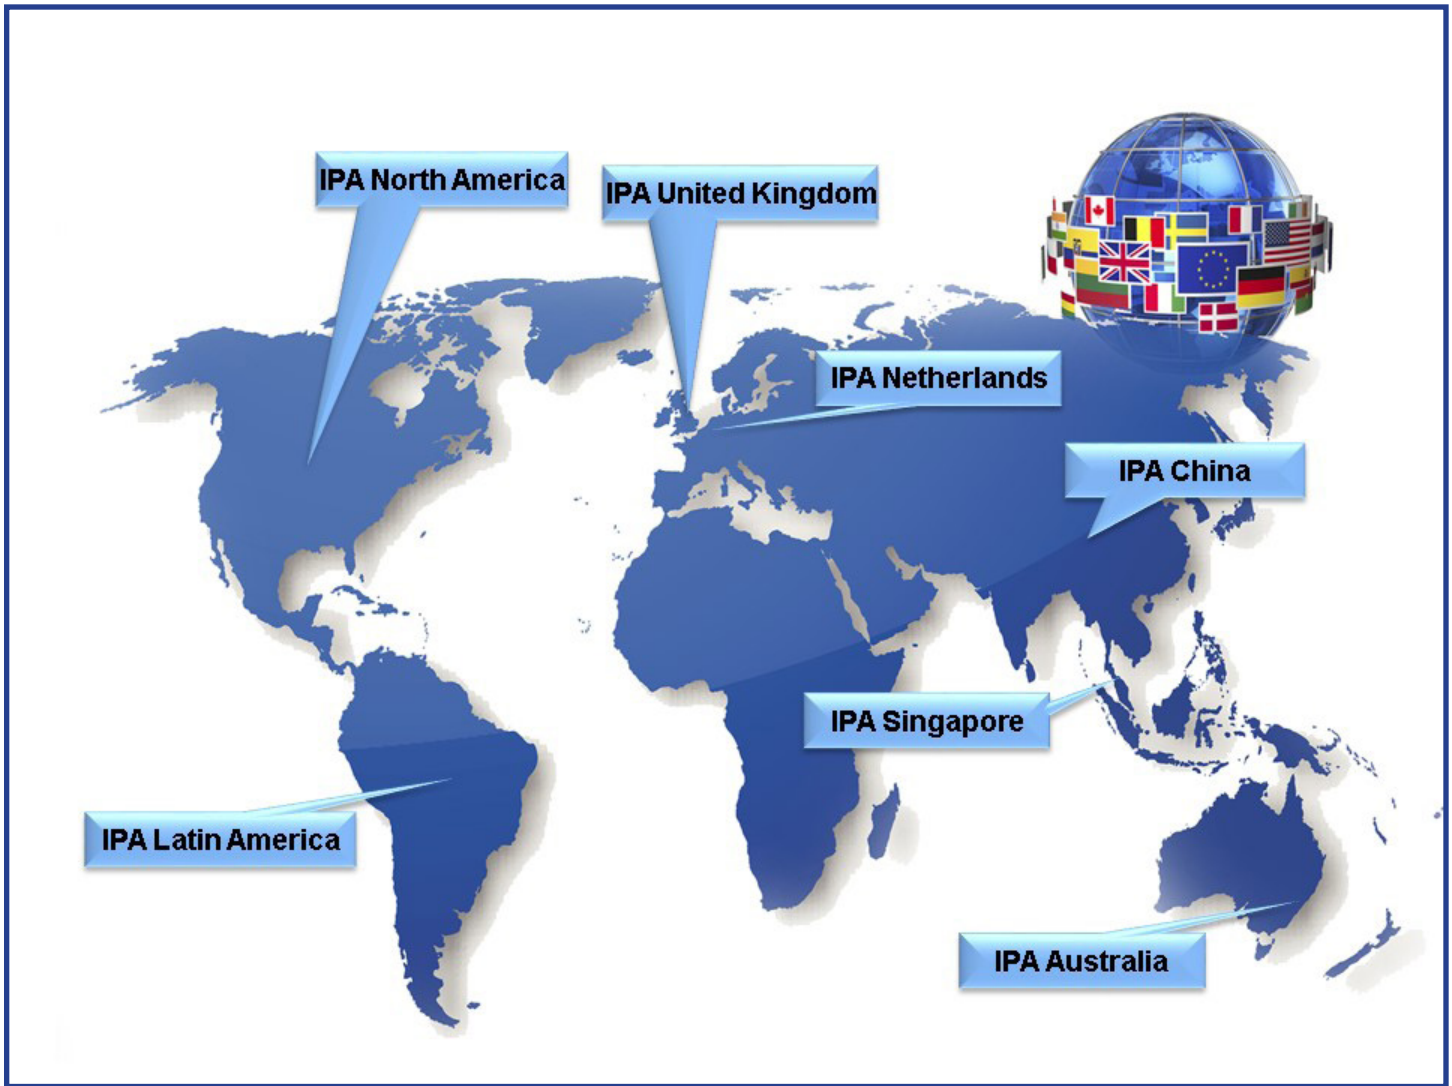 IPA North America
IPA United Kingdom
IPA Netherlands
IPA China
IPA Singapore
IPA Latin America
IPA Australia